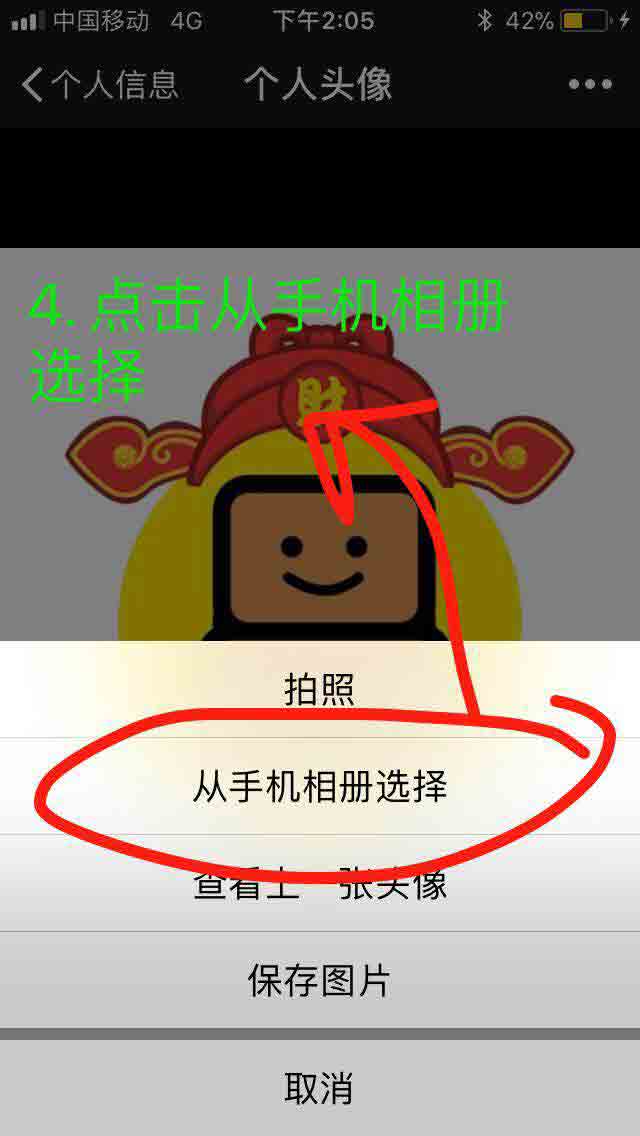 中国移动 4G 下午2:05 42%
个人信息 个人头像
4. 点击从手机相册
选择
財
拍照
从手机相册选择
查看上一张头像
保存图片
取消